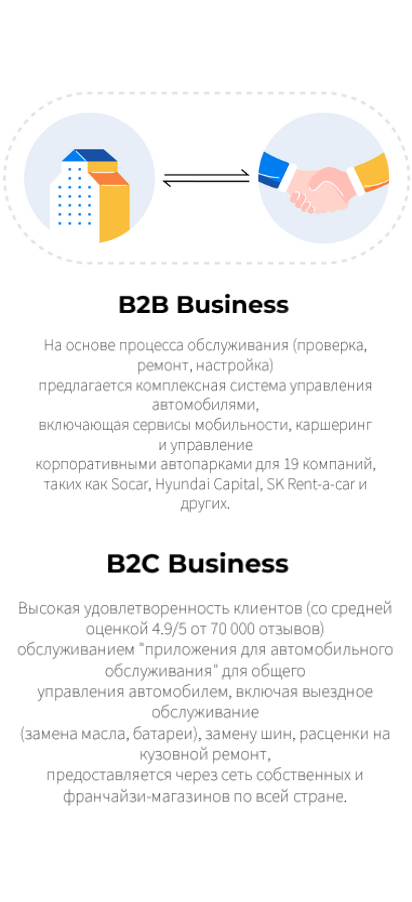 B2B Business
На основе процесса обслуживания (проверка,
ремонт, настройка)
предлагается комплексная система управления
автомобилями,
включающая сервисы мобильности, каршеринг
и управление
корпоративными автопарками для 19 компаний,
таких как Socar, Hyundai Capital, SK Rent-a-car и
других.
B2C Business
Высокая удовлетворенность клиентов (со средней
оценкой 4.9/5 от 70 000 отзывов)
обслуживанием "приложения для автомобильного
обслуживания" для общего
управления автомобилем, включая выездное
обслуживание
(замена масла, батареи), замену шин, расценки на
кузовной ремонт,
предоставляется через сеть собственных и
франчайзи-магазинов по всей стране.